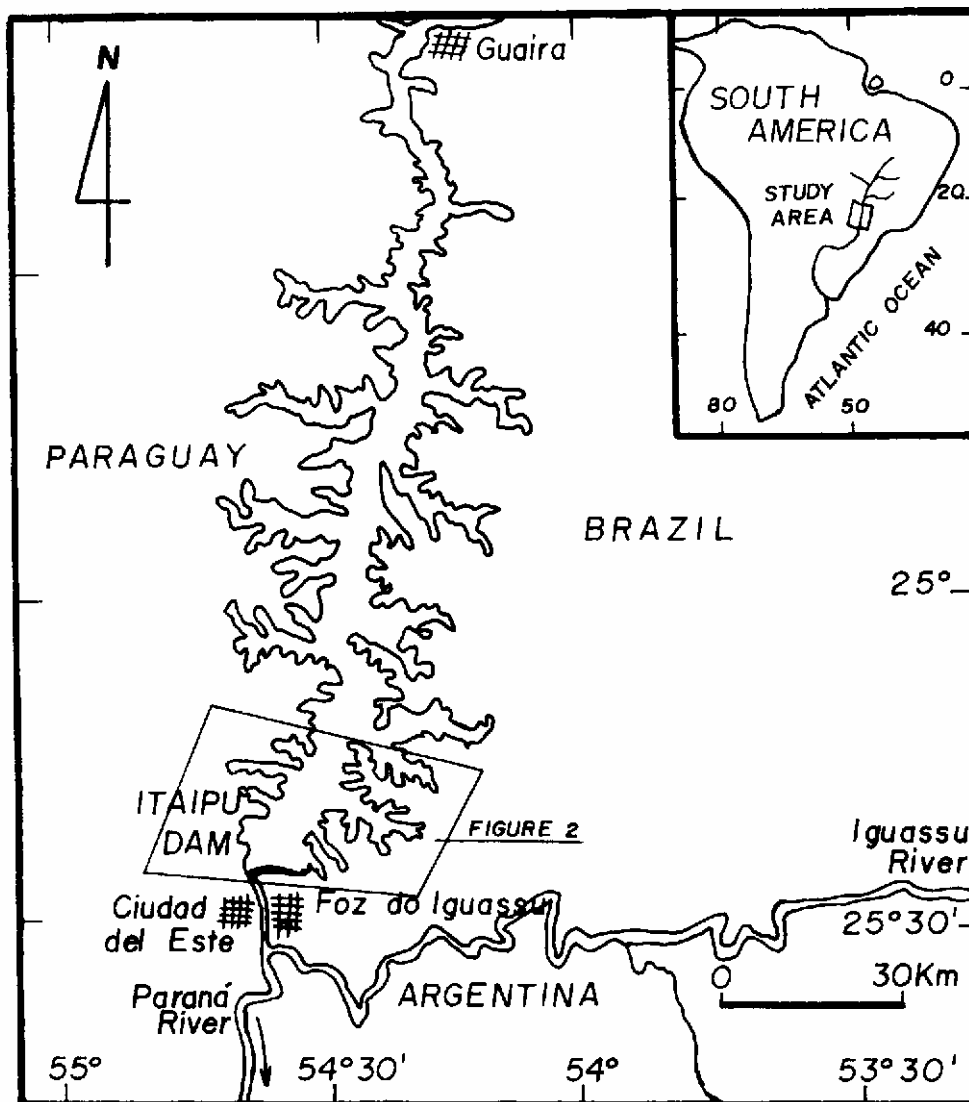 N
Guaira
SOUTH
AMERICA
0
STUDY
AREA
20
ATLANTIC OCEAN
40
80
50
PARAGUAY
BRAZIL
25°
ITAIPU
DAM
FIGURE 2
Iguassu
River
Ciudad
del Este
Foz do Iguassu
25°30'
Paraná
River
ARGENTINA
0
30Km
55°
54°30'
54°
53°30'